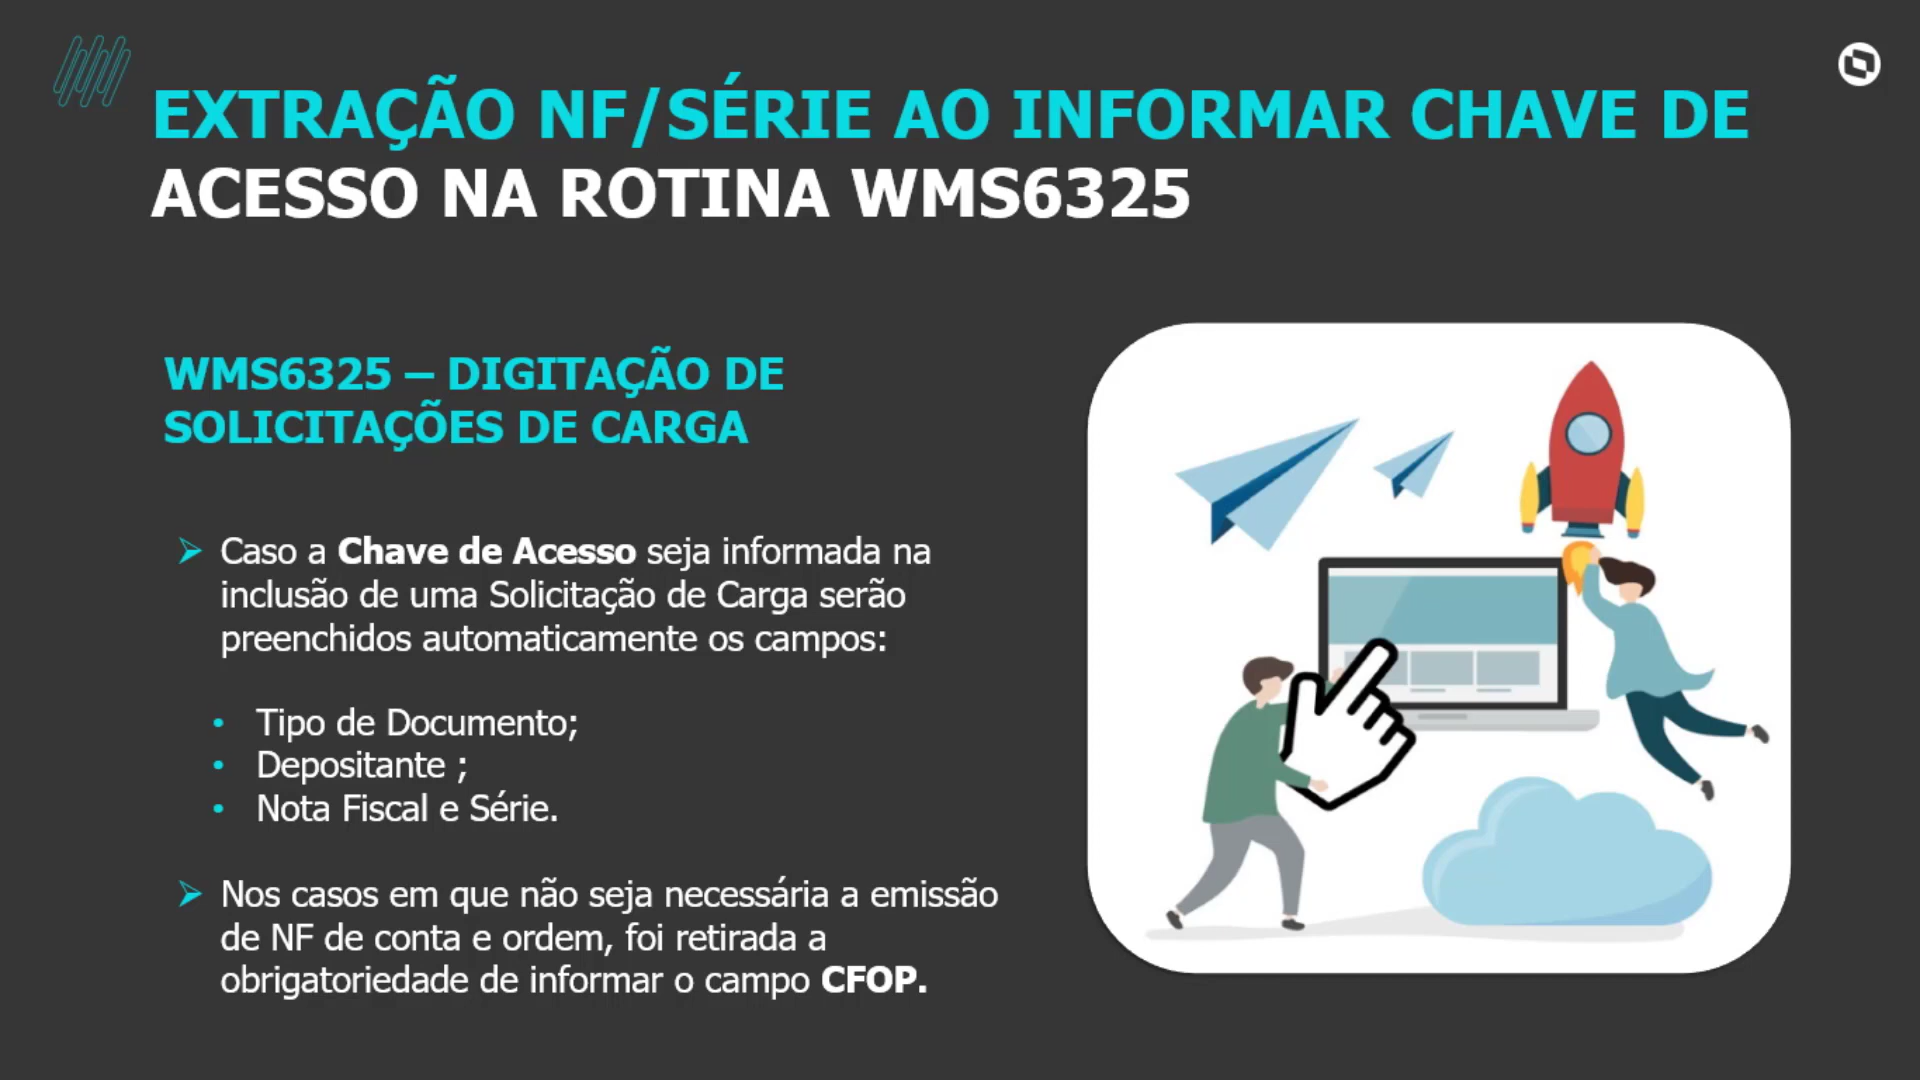 EXTRAÇÃO NF/SÉRIE AO INFORMAR CHAVE DE
ACESSO NA ROTINA WMS6325
WMS6325 – DIGITAÇÃO DE
SOLICITAÇÕES DE CARGA
➢ Caso a Chave de Acesso seja informada na
inclusão de uma Solicitação de Carga serão
preenchidos automaticamente os campos:
• Tipo de Documento;
• Depositante ;
• Nota Fiscal e Série.
➢ Nos casos em que não seja necessária a emissão
de NF de conta e ordem, foi retirada a
obrigatoriedade de informar o campo CFOP.